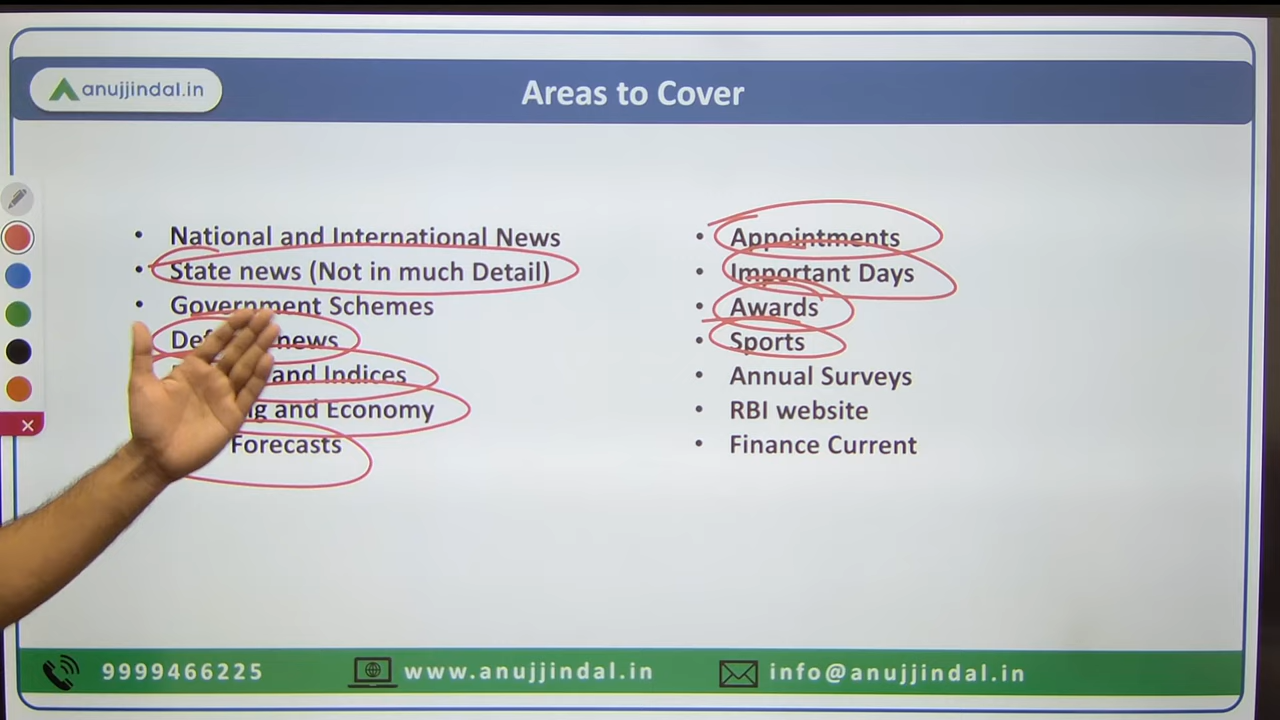 anujjindal.in
Areas to Cover
• National and International News
• State news (Not in much Detail)
• Government Schemes
news
and Indices
and Economy
Forecasts
• Appointments
• Important Days
• Awards
• Sports
• Annual Surveys
• RBI website
• Finance Current
9999466225
www.anujjindal.in
info@anujjindal.in